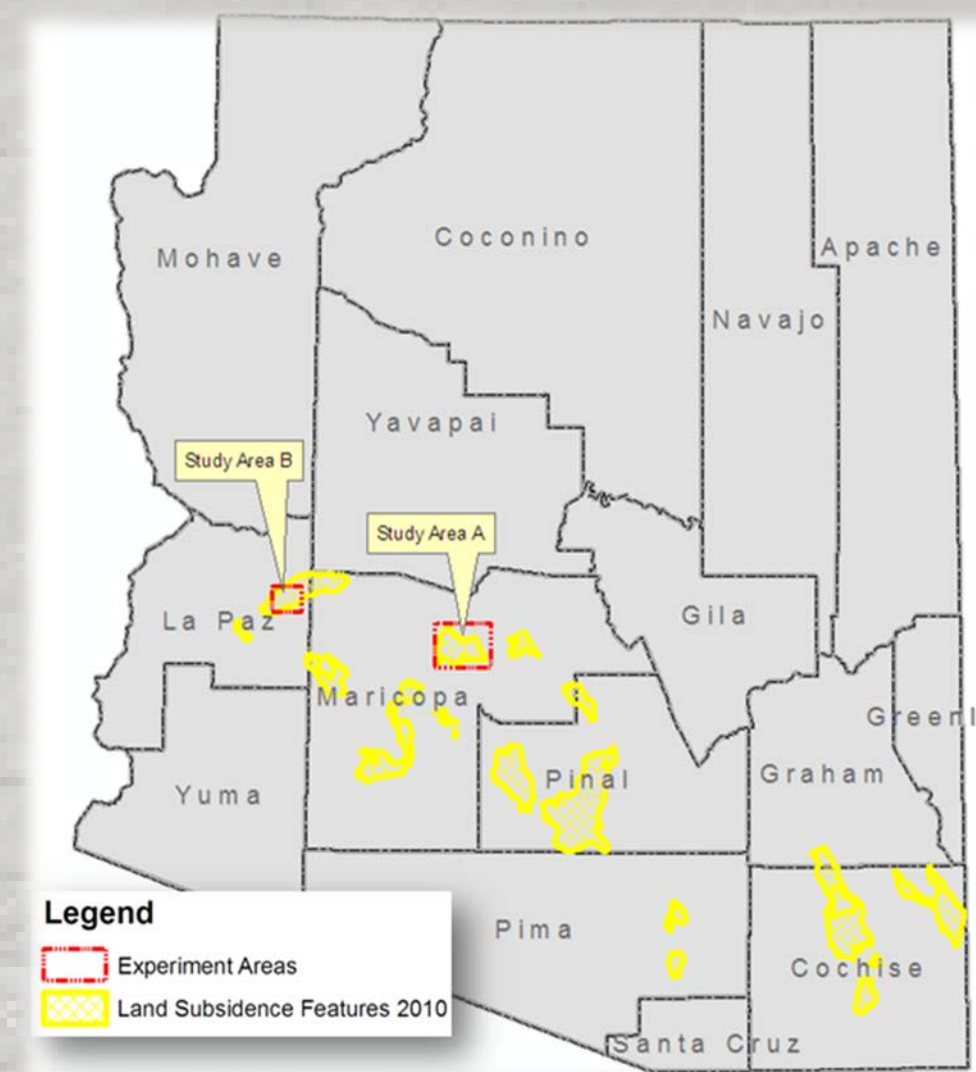 Coconino
Apache
Mohave
Navajo
Yavapai
Study Area B
Study Area A
Gila
La Paz
Maricopa
Greenl
Graham
Pinal
Yuma
Legend
Pima
Experiment Areas
Cochise
Land Subsidence Features 2010
Santa Cruz